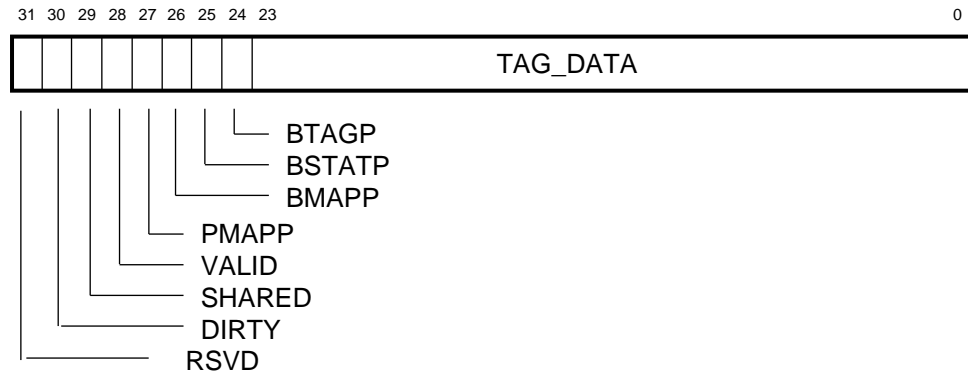 31 30 29 28 27 26 25 24 23 0
TAG_DATA
BTAGP
BSTATP
BMAPP
PMAPP
VALID
SHARED
DIRTY
RSVD